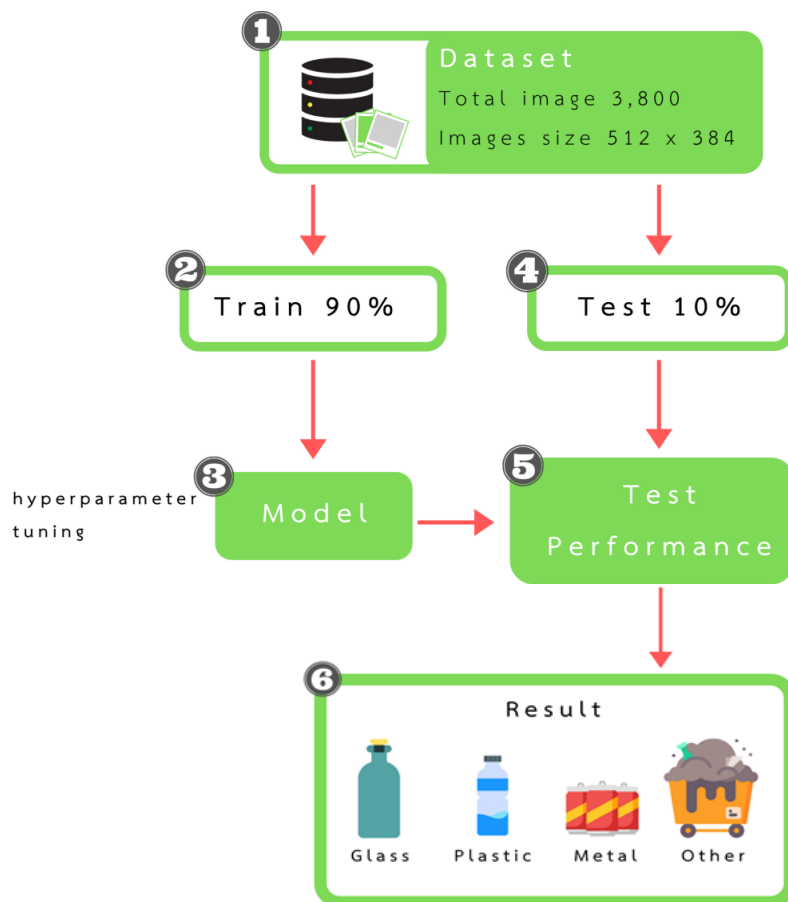 1
Dataset
Total image 3,800
Images size 512 x 384
2
Train 90%
4
Test 10%
3
Model
hyperparameter
tuning
5
Test
Performance
6
Result
Glass
Plastic
Metal
Other